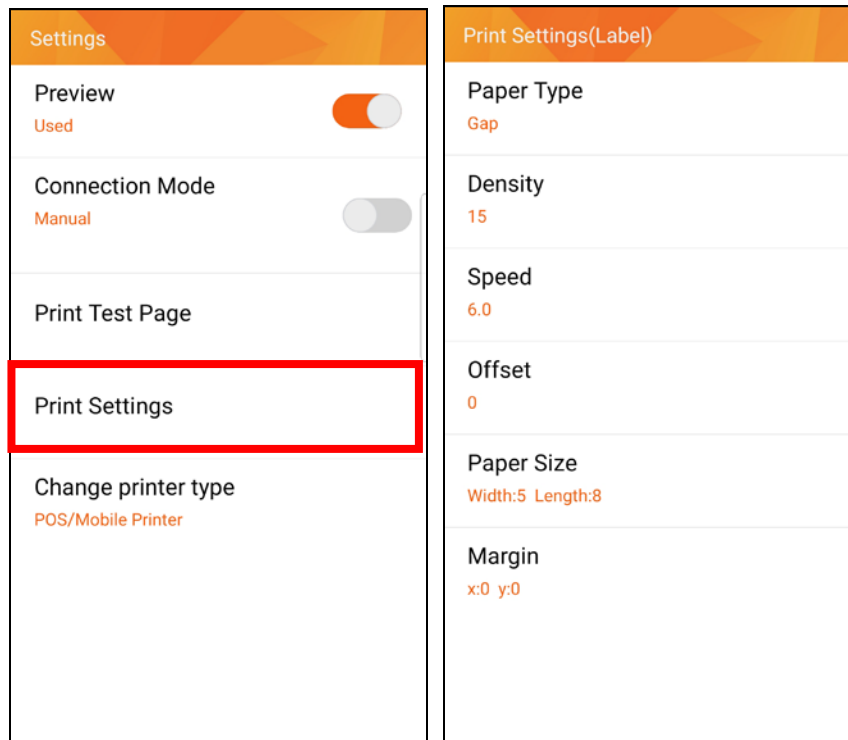 Settings
Preview
Used
Connection Mode
Manual
Print Test Page
Print Settings
Change printer type
POS/Mobile Printer
Print Settings(Label)
Paper Type
Gap
Density
15
Speed
6.0
Offset
0
Paper Size
Width:5 Length:8
Margin
x:0 y:0